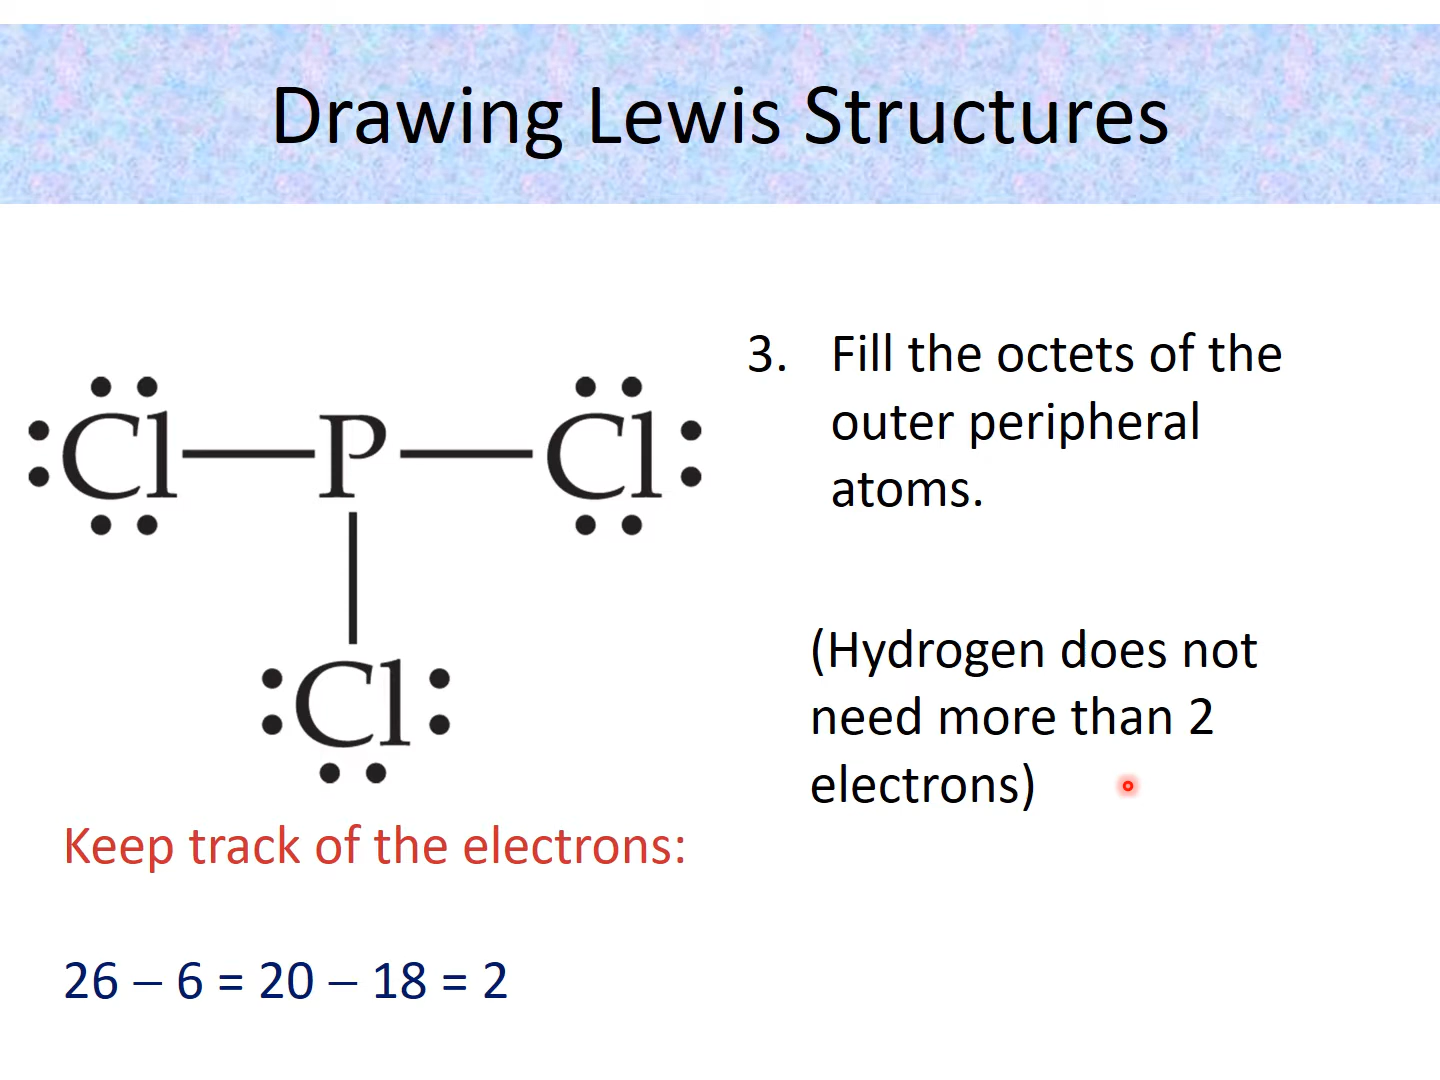 Drawing Lewis Structures
3. Fill the octets of the
outer peripheral
atoms.
(Hydrogen does not
need more than 2
electrons)
Cl P Cl
Cl
Keep track of the electrons:
26 – 6 = 20 – 18 = 2